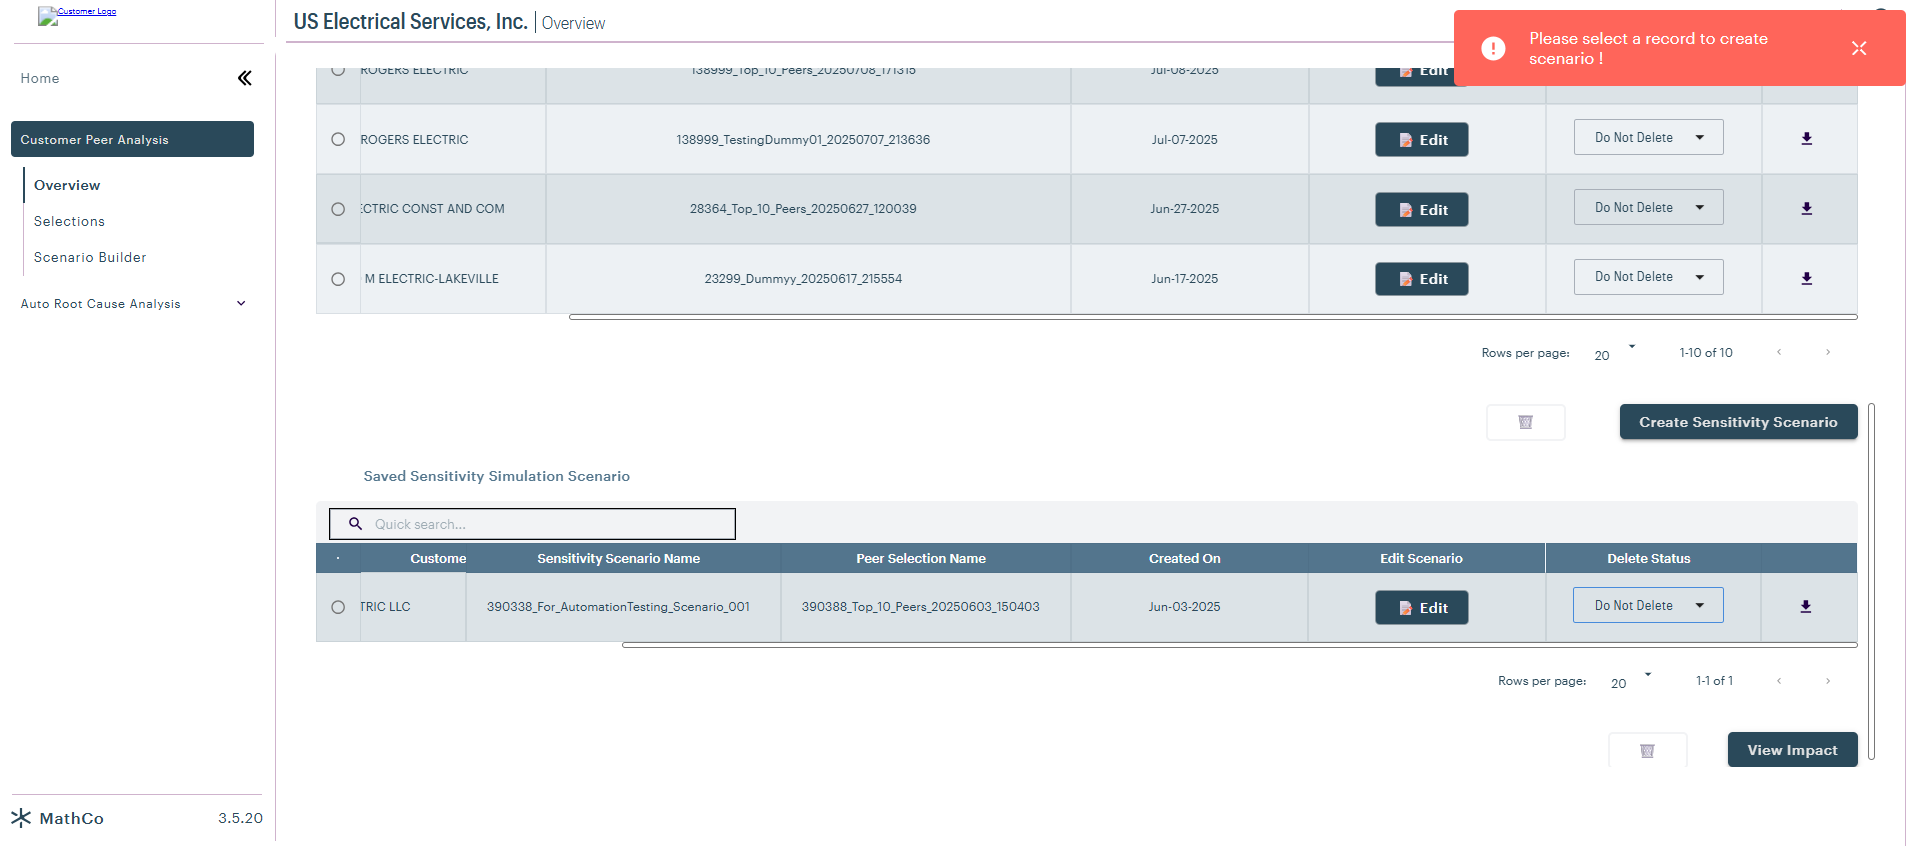 Customer Logo
US Electrical Services, Inc. Overview
Please select a record to create
scenario !
Home
Customer Peer Analysis
Overview
Selections
Scenario Builder
Auto Root Cause Analysis
ROGERS ELECTRIC 138999_Top_10_Peers_20250708_171315 Jul-08-2025 Edit
ROGERS ELECTRIC 138999_TestingDummy01_20250707_213636 Jul-07-2025 Edit Do Not Delete
CTRIC CONST AND COM 28364_Top_10_Peers_20250627_120039 Jun-27-2025 Edit Do Not Delete
M ELECTRIC-LAKEVILLE 23299_Dummyy_20250617_215554 Jun-17-2025 Edit Do Not Delete
Rows per page: 20 1-10 of 10
Create Sensitivity Scenario
Saved Sensitivity Simulation Scenario
Quick search...
Custome Sensitivity Scenario Name Peer Selection Name Created On Edit Scenario Delete Status
TRIC LLC 390338_For_AutomationTesting_Scenario_001 390388_Top_10_Peers_20250603_150403 Jun-03-2025 Edit Do Not Delete
Rows per page: 20 1-1 of 1
View Impact
MathCo 3.5.20